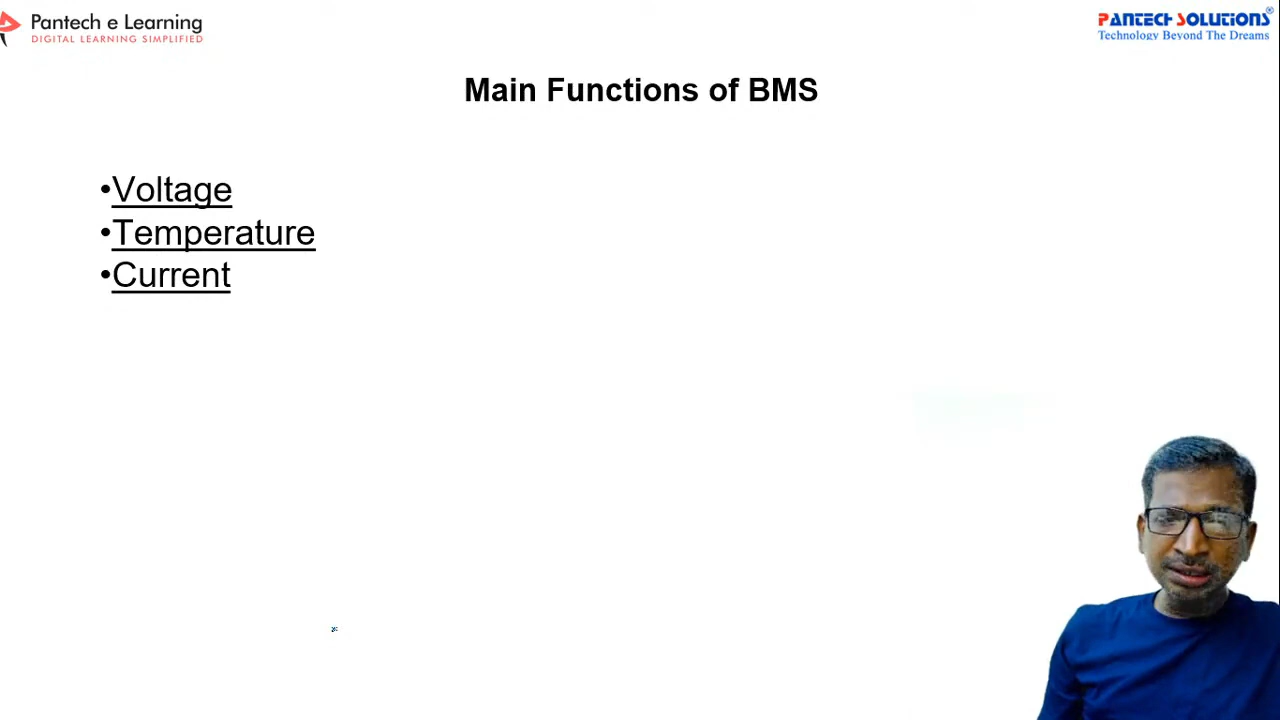 Pantech e Learning
DIGITAL LEARNING SIMPLIFIED
PANTECH SOLUTIONS®
Technology Beyond The Dreams
Main Functions of BMS
•Voltage
•Temperature
•Current